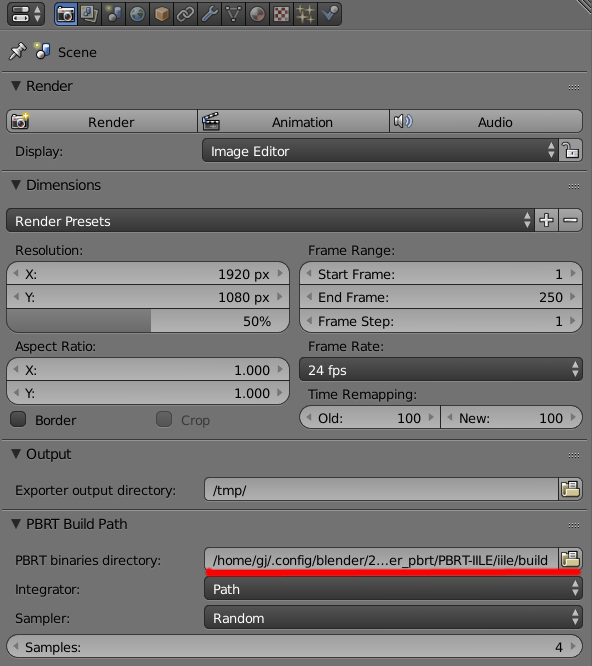 Scene
Render
Render Animation Audio
Display: Image Editor
Dimensions
Render Presets
Resolution: Frame Range:
X: 1920 px Start Frame: 1
Y: 1080 px End Frame: 250
50% Frame Step: 1
Aspect Ratio: Frame Rate:
X: 1.000 24 fps
Y: 1.000 Time Remapping:
Border Crop Old: 100 New: 100
Output
Exporter output directory: /tmp/
PBRT Build Path
PBRT binaries directory: /home/gj/.config/blender/2...er_pbrt/PBRT-IILE/iile/build
Integrator: Path
Sampler: Random
Samples: 4